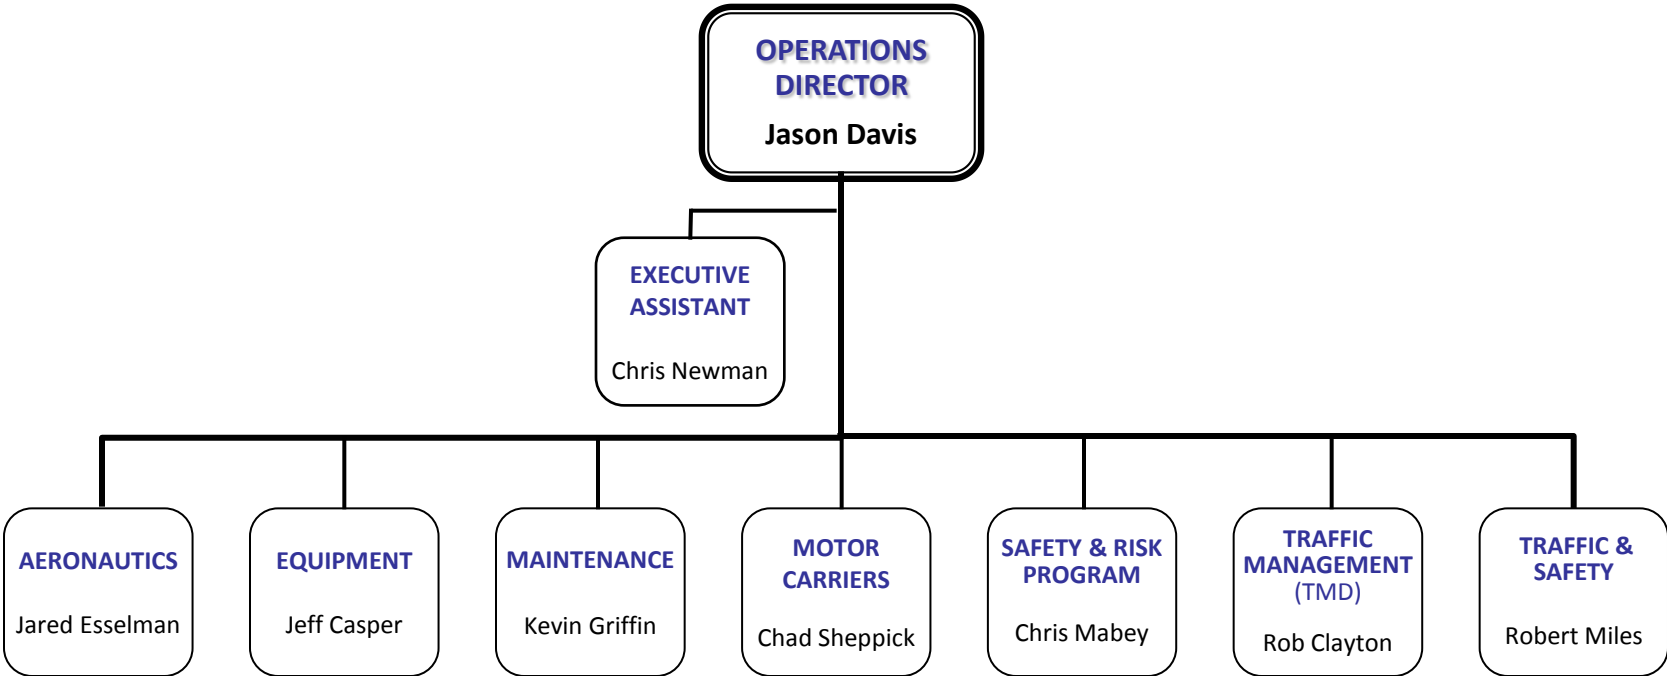 OPERATIONS
DIRECTOR
Jason Davis
EXECUTIVE
ASSISTANT
Chris Newman
AERONAUTICS
Jared Esselman
EQUIPMENT
Jeff Casper
MAINTENANCE
Kevin Griffin
MOTOR
CARRIERS
Chad Sheppick
SAFETY & RISK
PROGRAM
Chris Mabey
TRAFFIC
MANAGEMENT
(TMD)
Rob Clayton
TRAFFIC &
SAFETY
Robert Miles